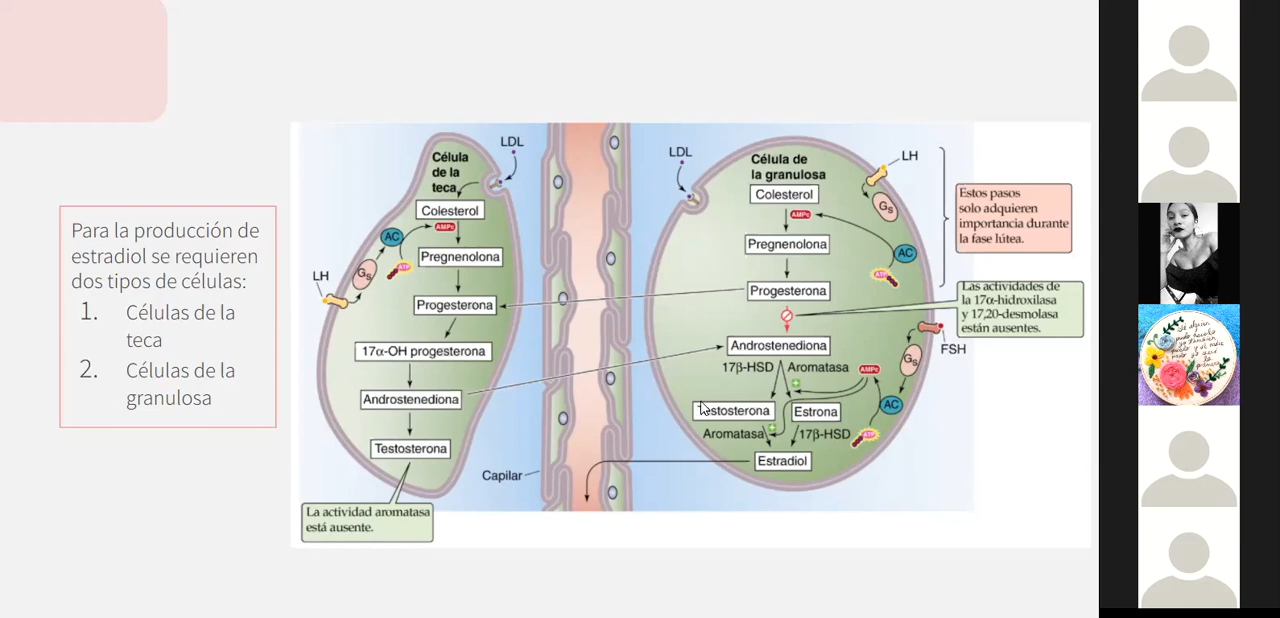 Para la producción de
estradiol se requieren
dos tipos de células:
1. Células de la
teca
2. Células de la
granulosa
Célula
de la
teca
LDL
Colesterol
AMPc
AC
ATP
Gs
LH
Pregnenolona
Progesterona
17α-OH progesterona
Androstenediona
Testosterona
La actividad aromatasa
está ausente.
Capilar
LDL
Célula de
la granulosa
LH
Gs
Colesterol
AMPc
AC
ATP
Pregnenolona
Progesterona
Estos pasos
solo adquieren
importancia durante
la fase lútea.
Las actividades de
la 17α-hidroxilasa
y 17,20-desmolasa
están ausentes.
FSH
Gs
AC
ATP
AMPc
Androstenediona
17β-HSD Aromatasa
Testosterona Estrona
Aromatasa 17β-HSD
Estradiol